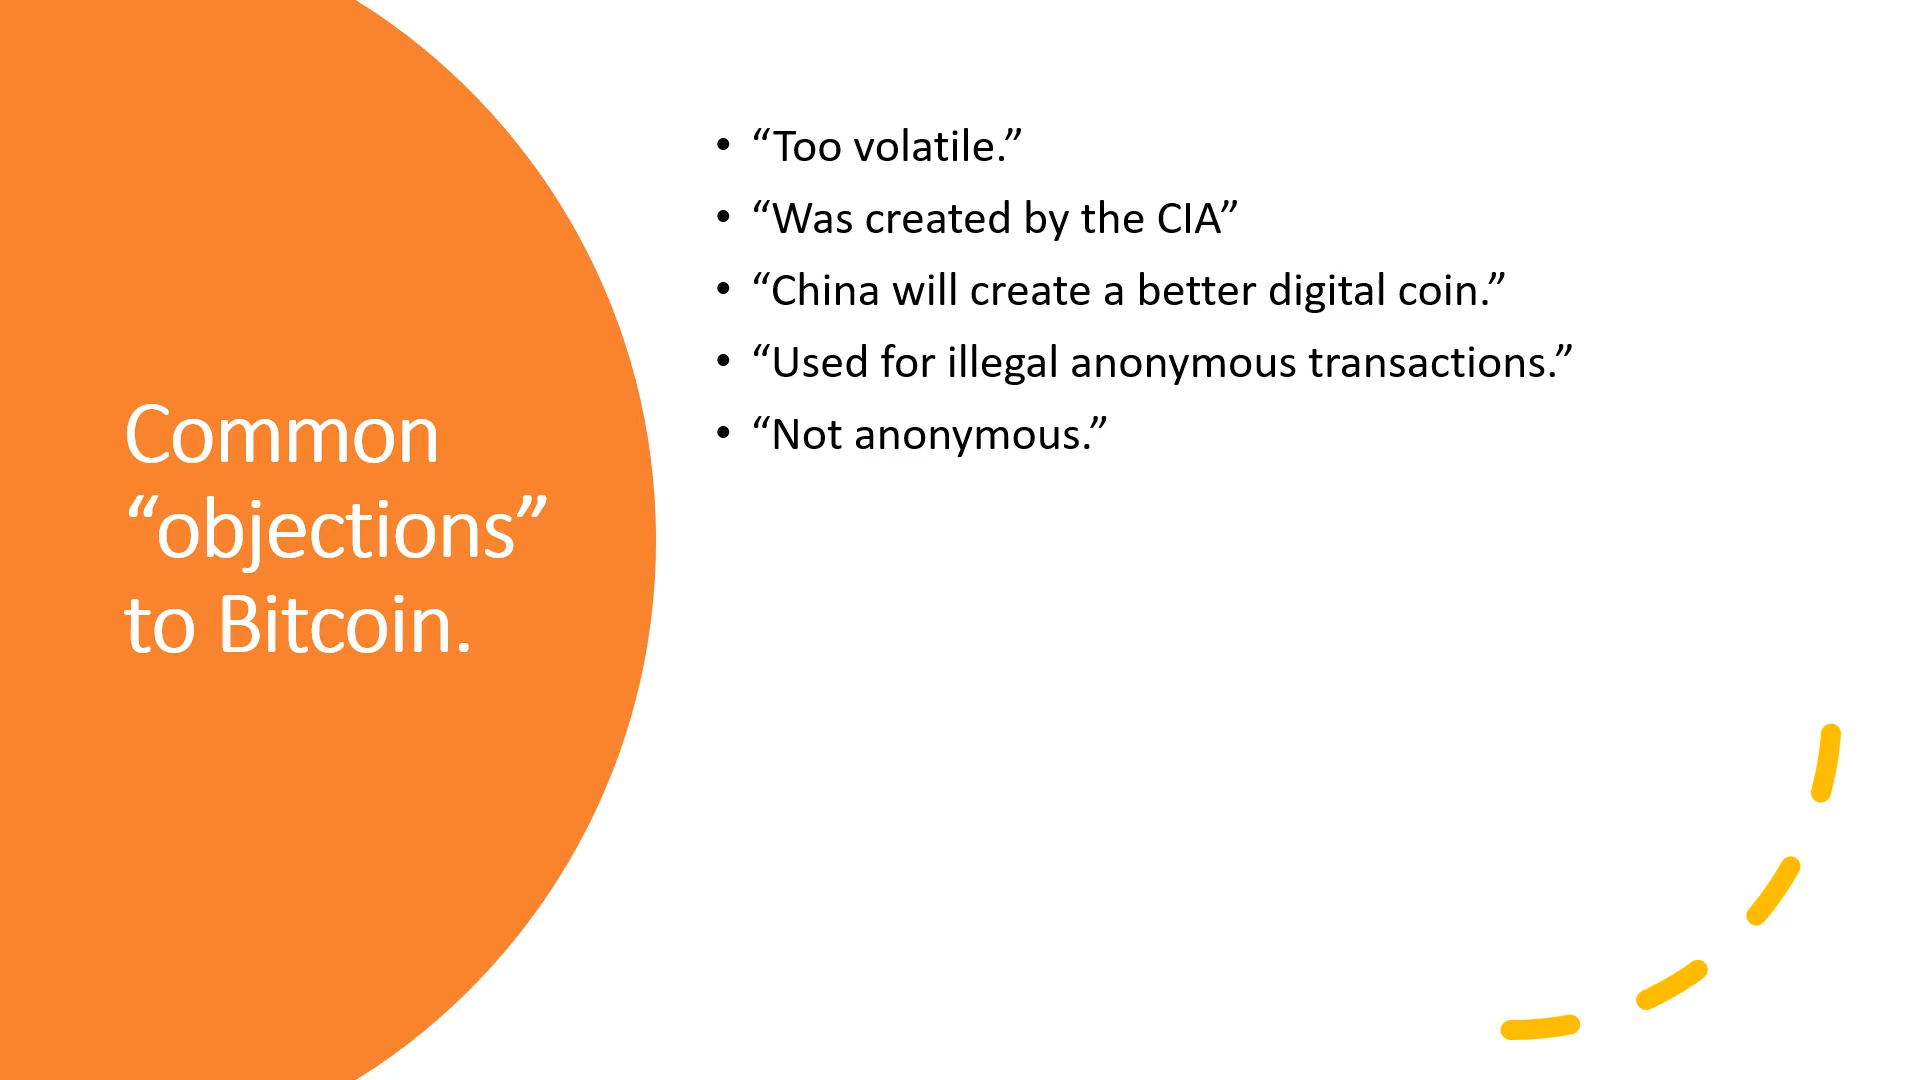 Common
“objections”
to Bitcoin.
• “Too volatile.”
• “Was created by the CIA”
• “China will create a better digital coin.”
• “Used for illegal anonymous transactions.”
• “Not anonymous.”